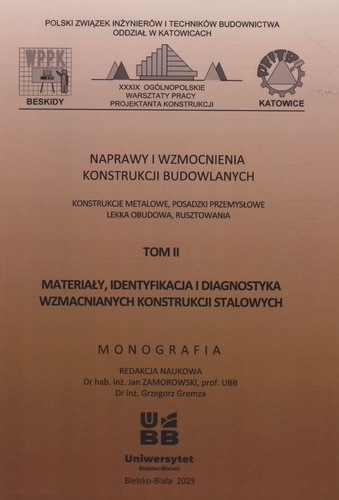 POLSKI ZWIĄZEK INŻYNIERÓW I TECHNIKÓW BUDOWNICTWA
ODDZIAŁ W KATOWICACH
WPPK
BESKIDY
XXXIX OGÓLNOPOLSKIE
WARSZTATY PRACY
PROJEKTANTA KONSTRUKCJI
PZITB
KATOWICE
NAPRAWY I WZMOCNIENIA
KONSTRUKCJI BUDOWLANYCH
KONSTRUKCJE METALOWE, POSADZKI PRZEMYSŁOWE
LEKKA OBUDOWA, RUSZTOWANIA
TOM II
MATERIAŁY, IDENTYFIKACJA I DIAGNOSTYKA
WZMACNIANYCH KONSTRUKCJI STALOWYCH
MONOGRAFIA
REDAKCJA NAUKOWA
Dr hab. inż. Jan ZAMOROWSKI, prof. UBB
Dr inż. Grzegorz Gremza
UBB
Uniwersytet
Bielsko-Bialski
Bielsko-Biała 2025